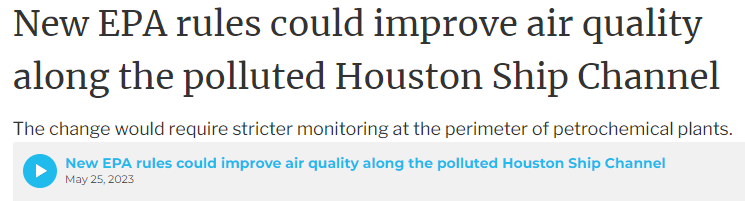 New EPA rules could improve air quality
along the polluted Houston Ship Channel
The change would require stricter monitoring at the perimeter of petrochemical plants.
New EPA rules could improve air quality along the polluted Houston Ship Channel
May 25, 2023